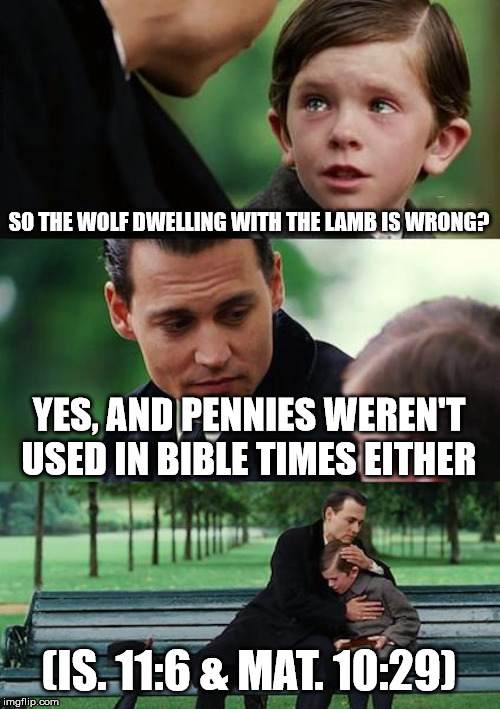 SO THE WOLF DWELLING WITH THE LAMB IS WRONG?
YES, AND PENNIES WEREN'T
USED IN BIBLE TIMES EITHER
(IS. 11:6 & MAT. 10:29)
imgflip.com